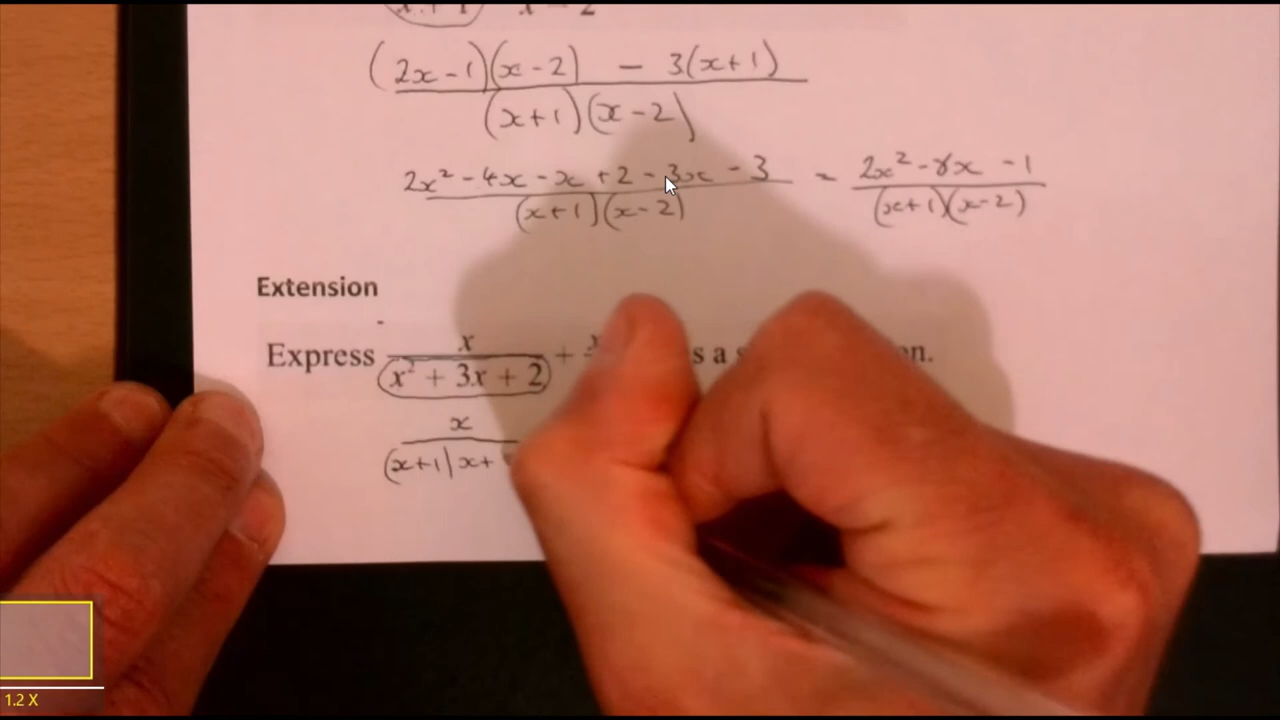 (2x-1)(x-2) - 3(x+1)
(x+1)(x-2)
2x² - 4x - x + 2 - 3x - 3 = 2x² - 8x - 1
(x+1)(x-2) (x+1)(x-2)
Extension
Express x / x² + 3x + 2 + x s a
x
(x+1)(x+
1.2 X